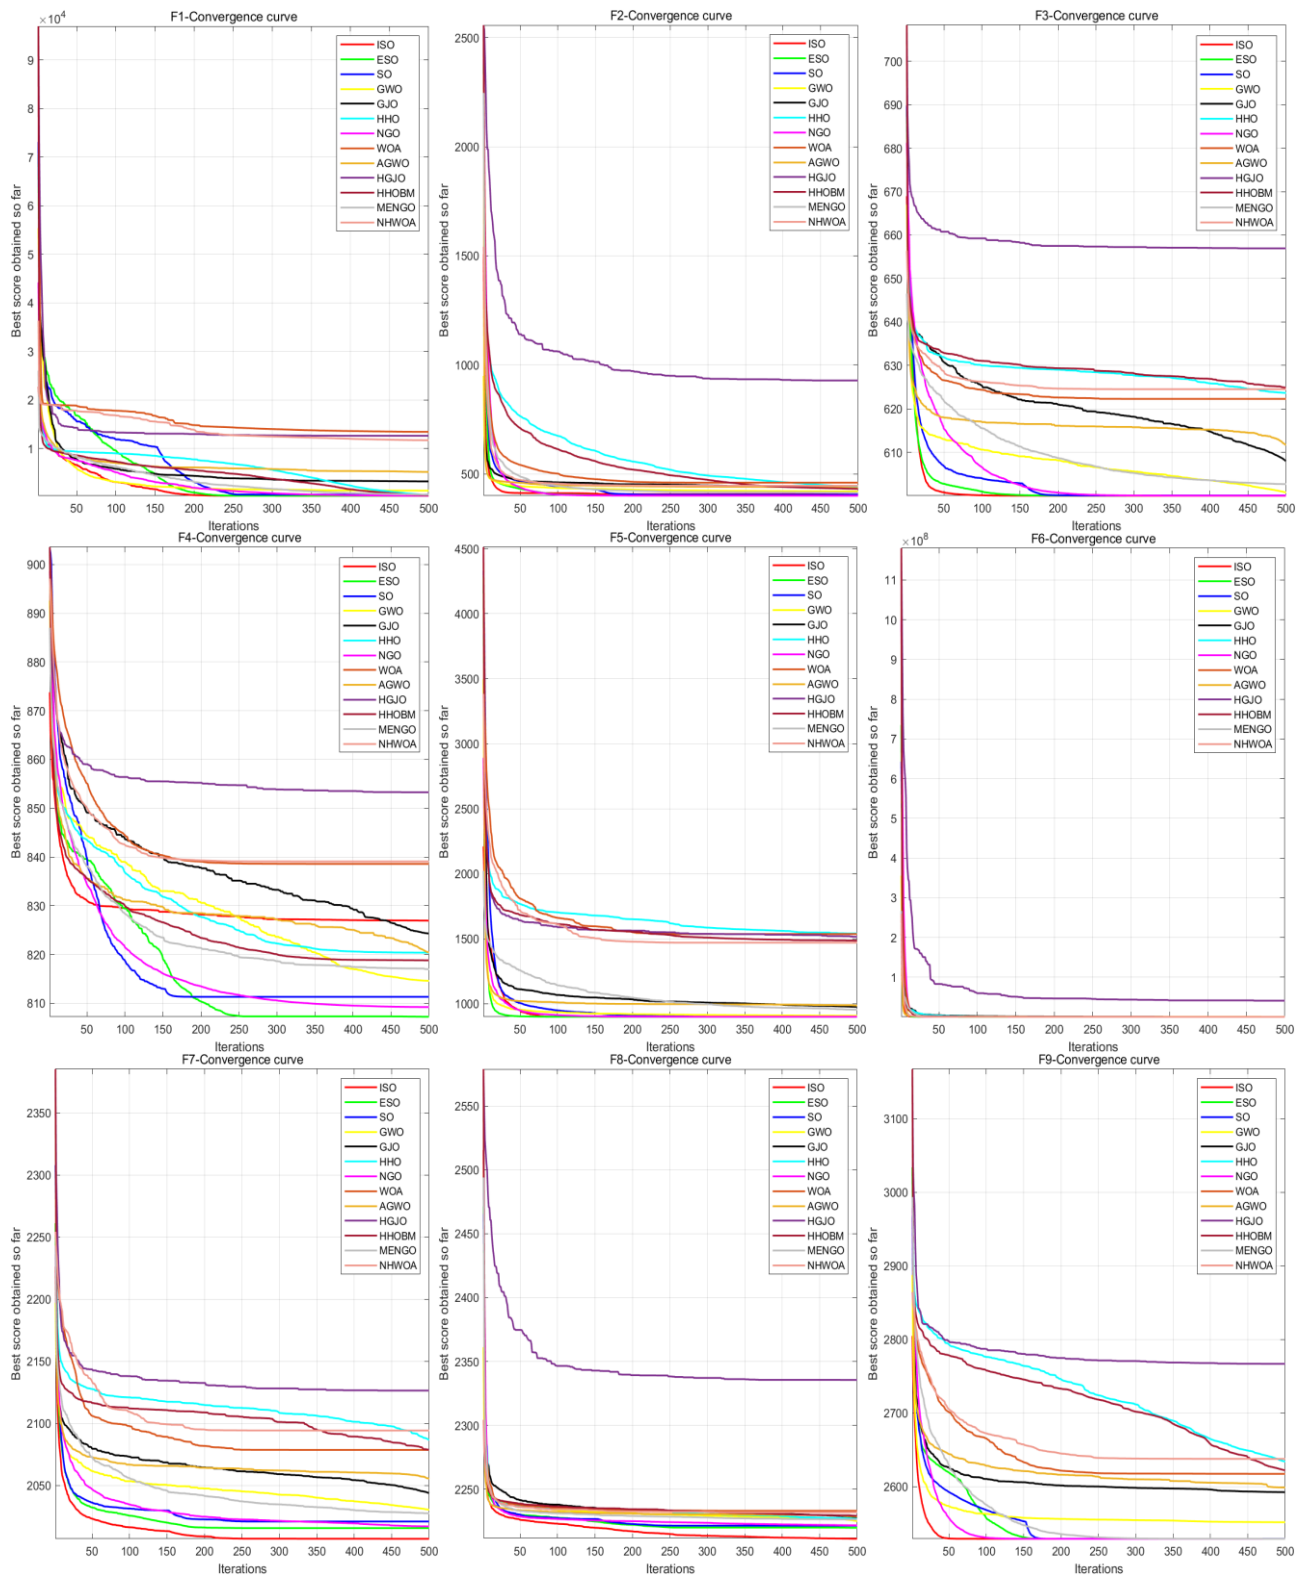 F1-Convergence curve
×10⁴
Best score obtained so far
9
8
7
6
5
4
3
2
1
50 100 150 200 250 300 350 400 450 500
Iterations
ISO
ESO
SO
GWO
GJO
HHO
NGO
WOA
AGWO
HGJO
HHOBM
MENGO
NHWOA
F2-Convergence curve
Best score obtained so far
2500
2000
1500
1000
500
50 100 150 200 250 300 350 400 450 500
Iterations
ISO
ESO
SO
GWO
GJO
HHO
NGO
WOA
AGWO
HGJO
HHOBM
MENGO
NHWOA
F3-Convergence curve
Best score obtained so far
700
690
680
670
660
650
640
630
620
610
50 100 150 200 250 300 350 400 450 500
Iterations
ISO
ESO
SO
GWO
GJO
HHO
NGO
WOA
AGWO
HGJO
HHOBM
MENGO
NHWOA
F4-Convergence curve
Best score obtained so far
900
890
880
870
860
850
840
830
820
810
50 100 150 200 250 300 350 400 450 500
Iterations
ISO
ESO
SO
GWO
GJO
HHO
NGO
WOA
AGWO
HGJO
HHOBM
MENGO
NHWOA
F5-Convergence curve
Best score obtained so far
4500
4000
3500
3000
2500
2000
1500
1000
50 100 150 200 250 300 350 400 450 500
Iterations
ISO
ESO
SO
GWO
GJO
HHO
NGO
WOA
AGWO
HGJO
HHOBM
MENGO
NHWOA
F6-Convergence curve
×10⁸
Best score obtained so far
11
10
9
8
7
6
5
4
3
2
1
50 100 150 200 250 300 350 400 450 500
Iterations
ISO
ESO
SO
GWO
GJO
HHO
NGO
WOA
AGWO
HGJO
HHOBM
MENGO
NHWOA
F7-Convergence curve
Best score obtained so far
2350
2300
2250
2200
2150
2100
2050
50 100 150 200 250 300 350 400 450 500
Iterations
ISO
ESO
SO
GWO
GJO
HHO
NGO
WOA
AGWO
HGJO
HHOBM
MENGO
NHWOA
F8-Convergence curve
Best score obtained so far
2550
2500
2450
2400
2350
2300
2250
50 100 150 200 250 300 350 400 450 500
Iterations
ISO
ESO
SO
GWO
GJO
HHO
NGO
WOA
AGWO
HGJO
HHOBM
MENGO
NHWOA
F9-Convergence curve
Best score obtained so far
3100
3000
2900
2800
2700
2600
50 100 150 200 250 300 350 400 450 500
Iterations
ISO
ESO
SO
GWO
GJO
HHO
NGO
WOA
AGWO
HGJO
HHOBM
MENGO
NHWOA